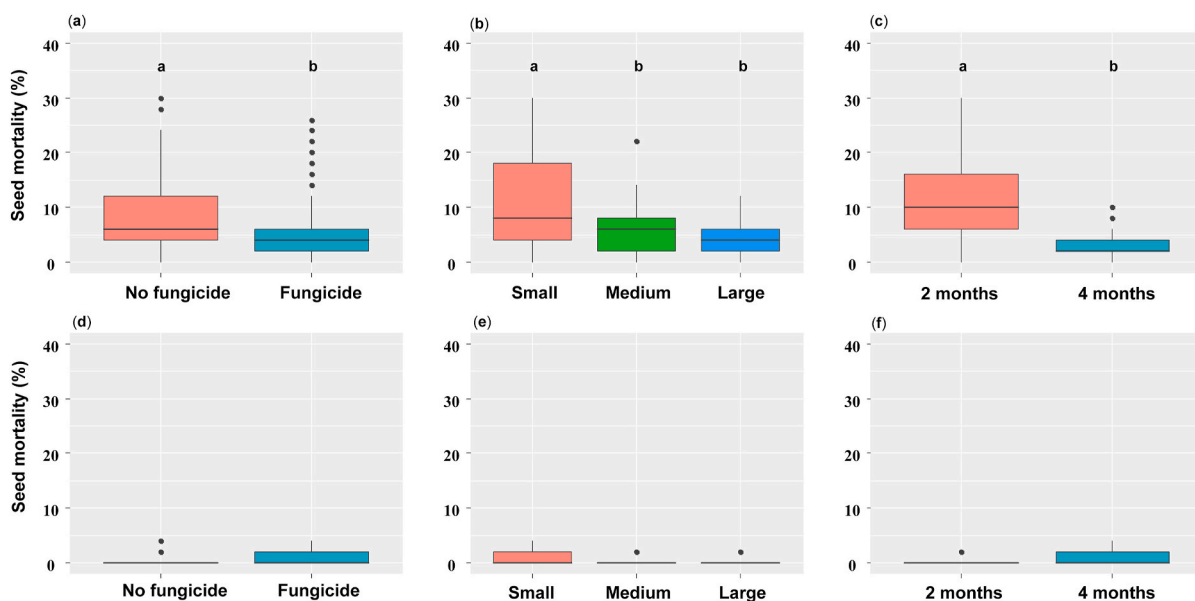 (a)
Seed mortality (%)
40
30
20
10
0
a
b
No fungicide
Fungicide
(b)
40
30
20
10
0
a
b
b
Small
Medium
Large
(c)
40
30
20
10
0
a
b
2 months
4 months
(d)
Seed mortality (%)
40
30
20
10
0
No fungicide
Fungicide
(e)
40
30
20
10
0
Small
Medium
Large
(f)
40
30
20
10
0
2 months
4 months